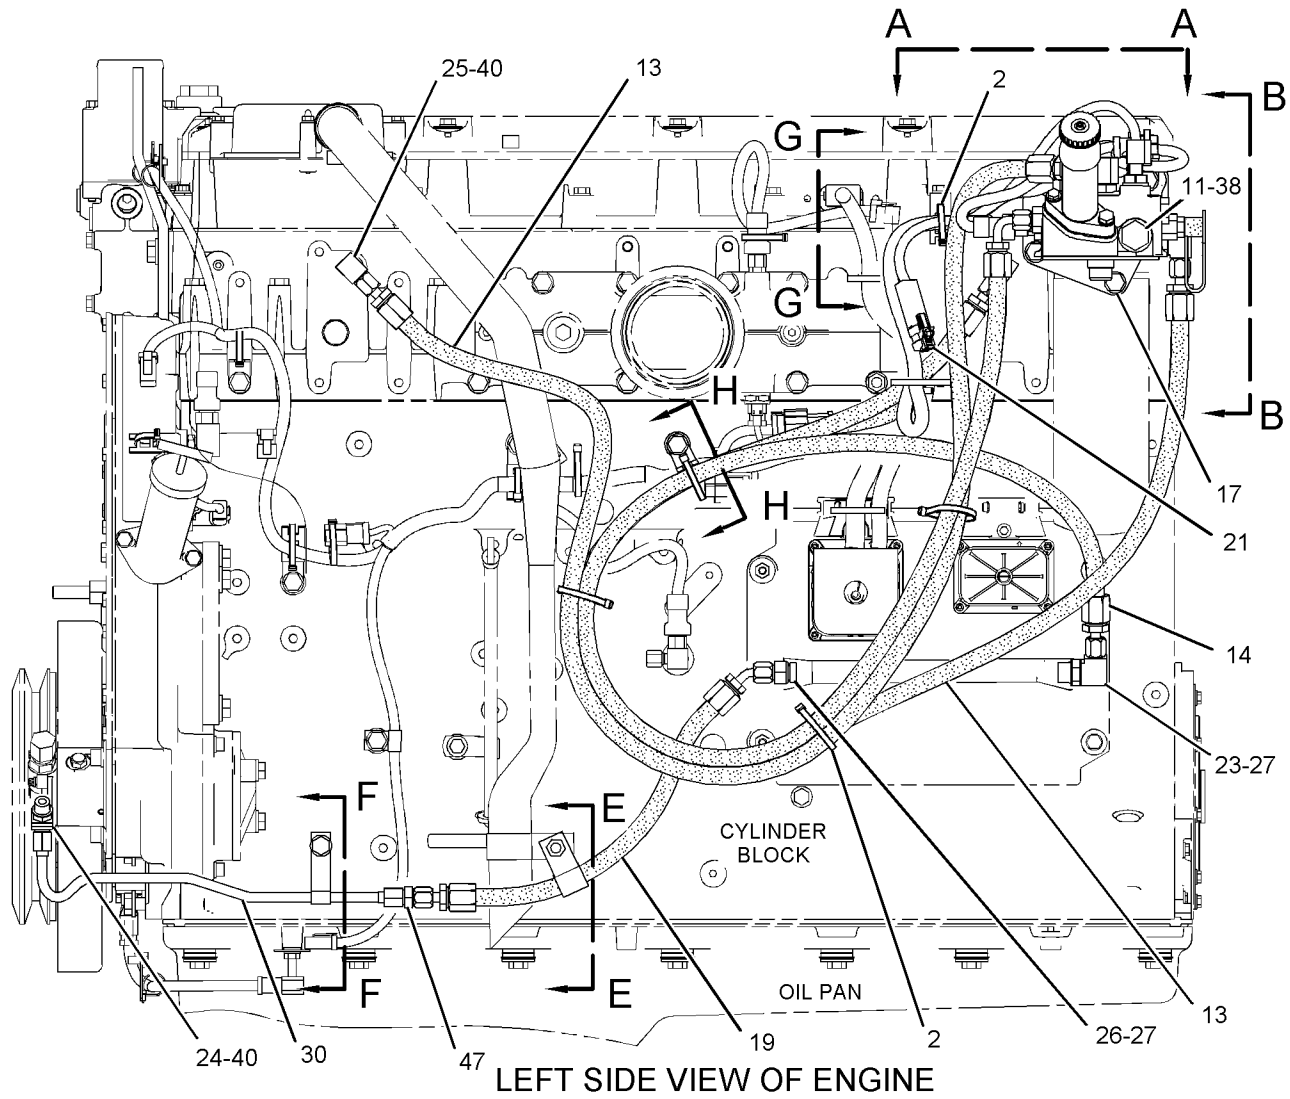 A
A
25-40
13
2
B
G
11-38
G
H
B
17
H
21
14
23-27
F
E
CYLINDER
BLOCK
F
E
OIL PAN
13
24-40
30
47
19
2
26-27
LEFT SIDE VIEW OF ENGINE